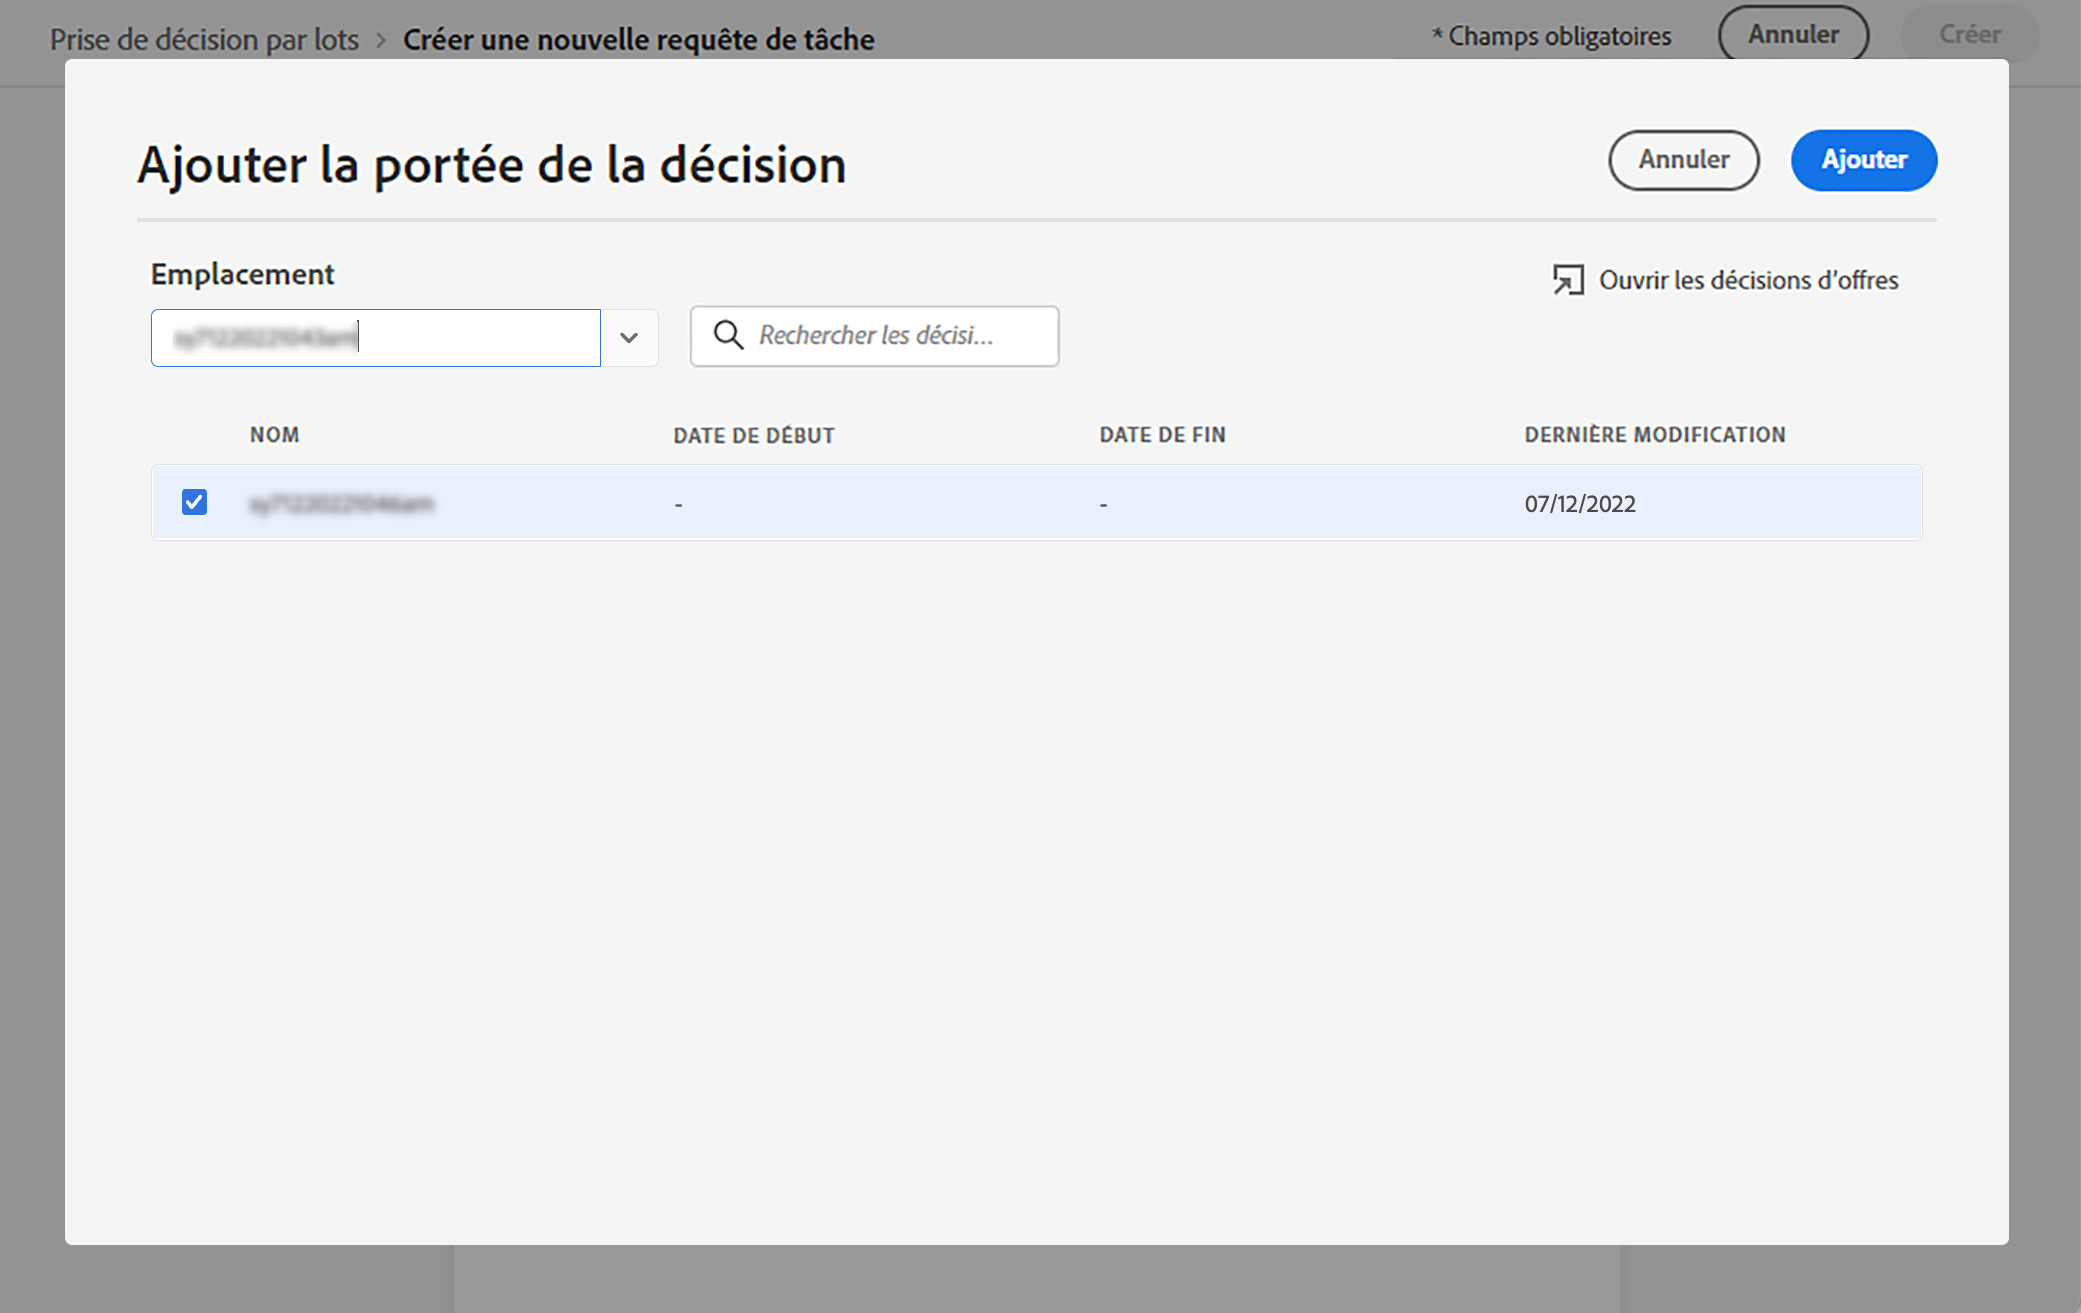 Prise de décision par lots > Créer une nouvelle requête de tâche
* Champs obligatoires
Annuler
Créer
Ajouter la portée de la décision
Annuler
Ajouter
Emplacement
Ouvrir les décisions d'offres
Rechercher les décisi...
NOM DATE DE DÉBUT DATE DE FIN DERNIÈRE MODIFICATION
- - 07/12/2022